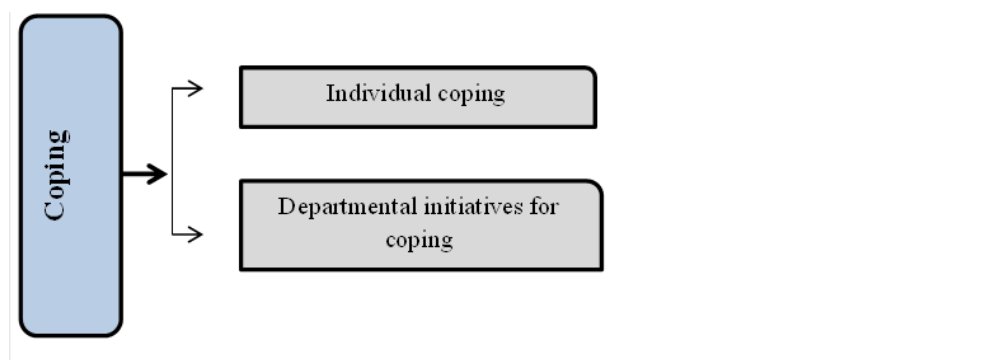 Coping
Individual coping
Departmental initiatives for
coping